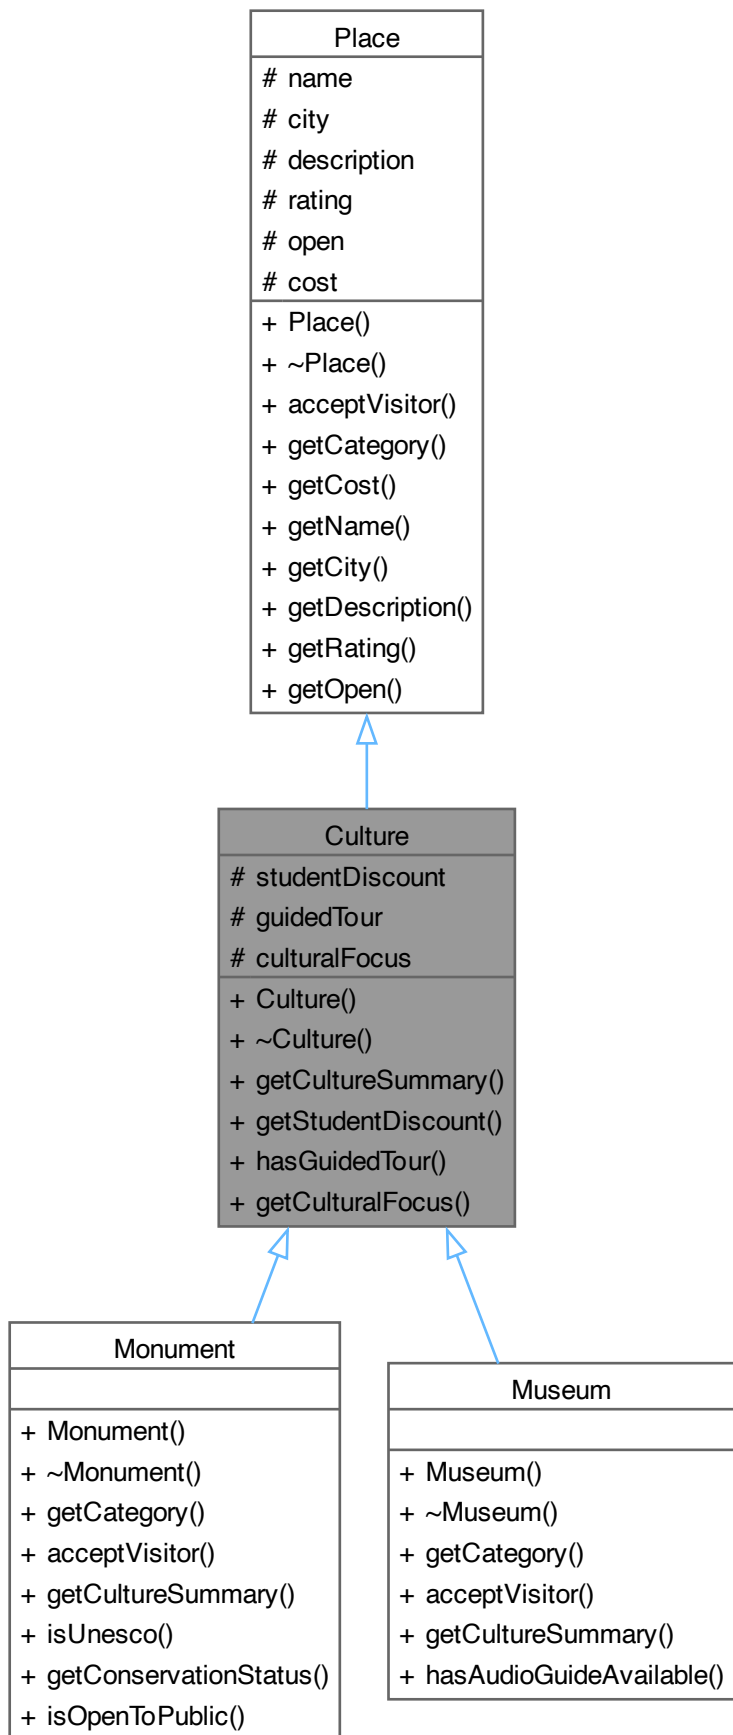 Place
# name
# city
# description
# rating
# open
# cost
+ Place()
+ ~Place()
+ acceptVisitor()
+ getCategory()
+ getCost()
+ getName()
+ getCity()
+ getDescription()
+ getRating()
+ getOpen()
Culture
# studentDiscount
# guidedTour
# culturalFocus
+ Culture()
+ ~Culture()
+ getCultureSummary()
+ getStudentDiscount()
+ hasGuidedTour()
+ getCulturalFocus()
Monument
+ Monument()
+ ~Monument()
+ getCategory()
+ acceptVisitor()
+ getCultureSummary()
+ isUnesco()
+ getConservationStatus()
+ isOpenToPublic()
Museum
+ Museum()
+ ~Museum()
+ getCategory()
+ acceptVisitor()
+ getCultureSummary()
+ hasAudioGuideAvailable()